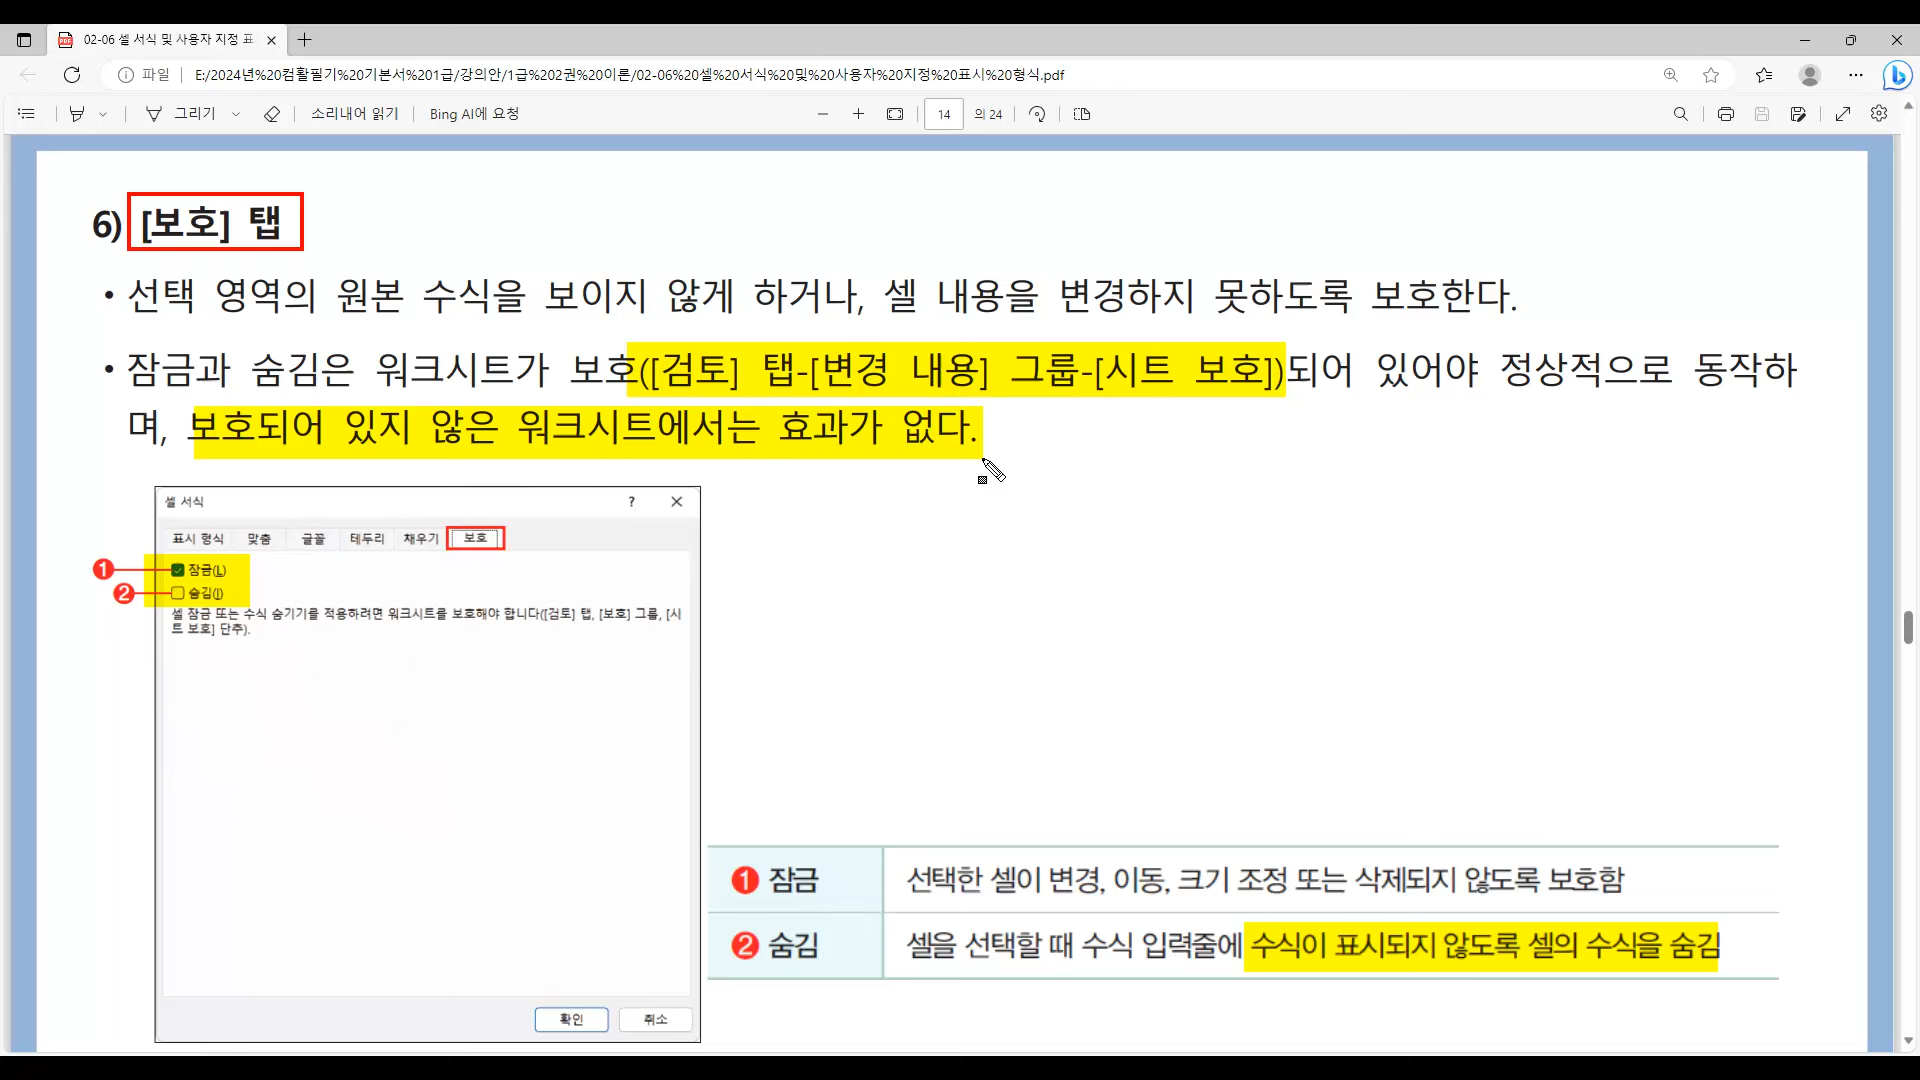 02-06 셀 서식 및 사용자 지정 표
파일
E:/2024년%20컴활필기%20기본서%201급/강의안/1급%202권%20이론/02-06%20셀%20서식%20및%20사용자%20지정%20표시%20형식.pdf
그리기
소리내어 읽기
Bing AI에 요청
14
의 24
6) [보호] 탭
• 선택 영역의 원본 수식을 보이지 않게 하거나, 셀 내용을 변경하지 못하도록 보호한다.
• 잠금과 숨김은 워크시트가 보호([검토] 탭-[변경 내용] 그룹-[시트 보호])되어 있어야 정상적으로 동작하
며, 보호되어 있지 않은 워크시트에서는 효과가 없다.
셀 서식
?
표시 형식 맞춤 글꼴 테두리 채우기 보호
1 잠금(L)
2 숨김(I)
셀 잠금 또는 수식 숨기기를 적용하려면 워크시트를 보호해야 합니다([검토] 탭, [보호] 그룹, [시
트 보호] 단추).
확인 취소
1 잠금 선택한 셀이 변경, 이동, 크기 조정 또는 삭제되지 않도록 보호함
2 숨김 셀을 선택할 때 수식 입력줄에 수식이 표시되지 않도록 셀의 수식을 숨김